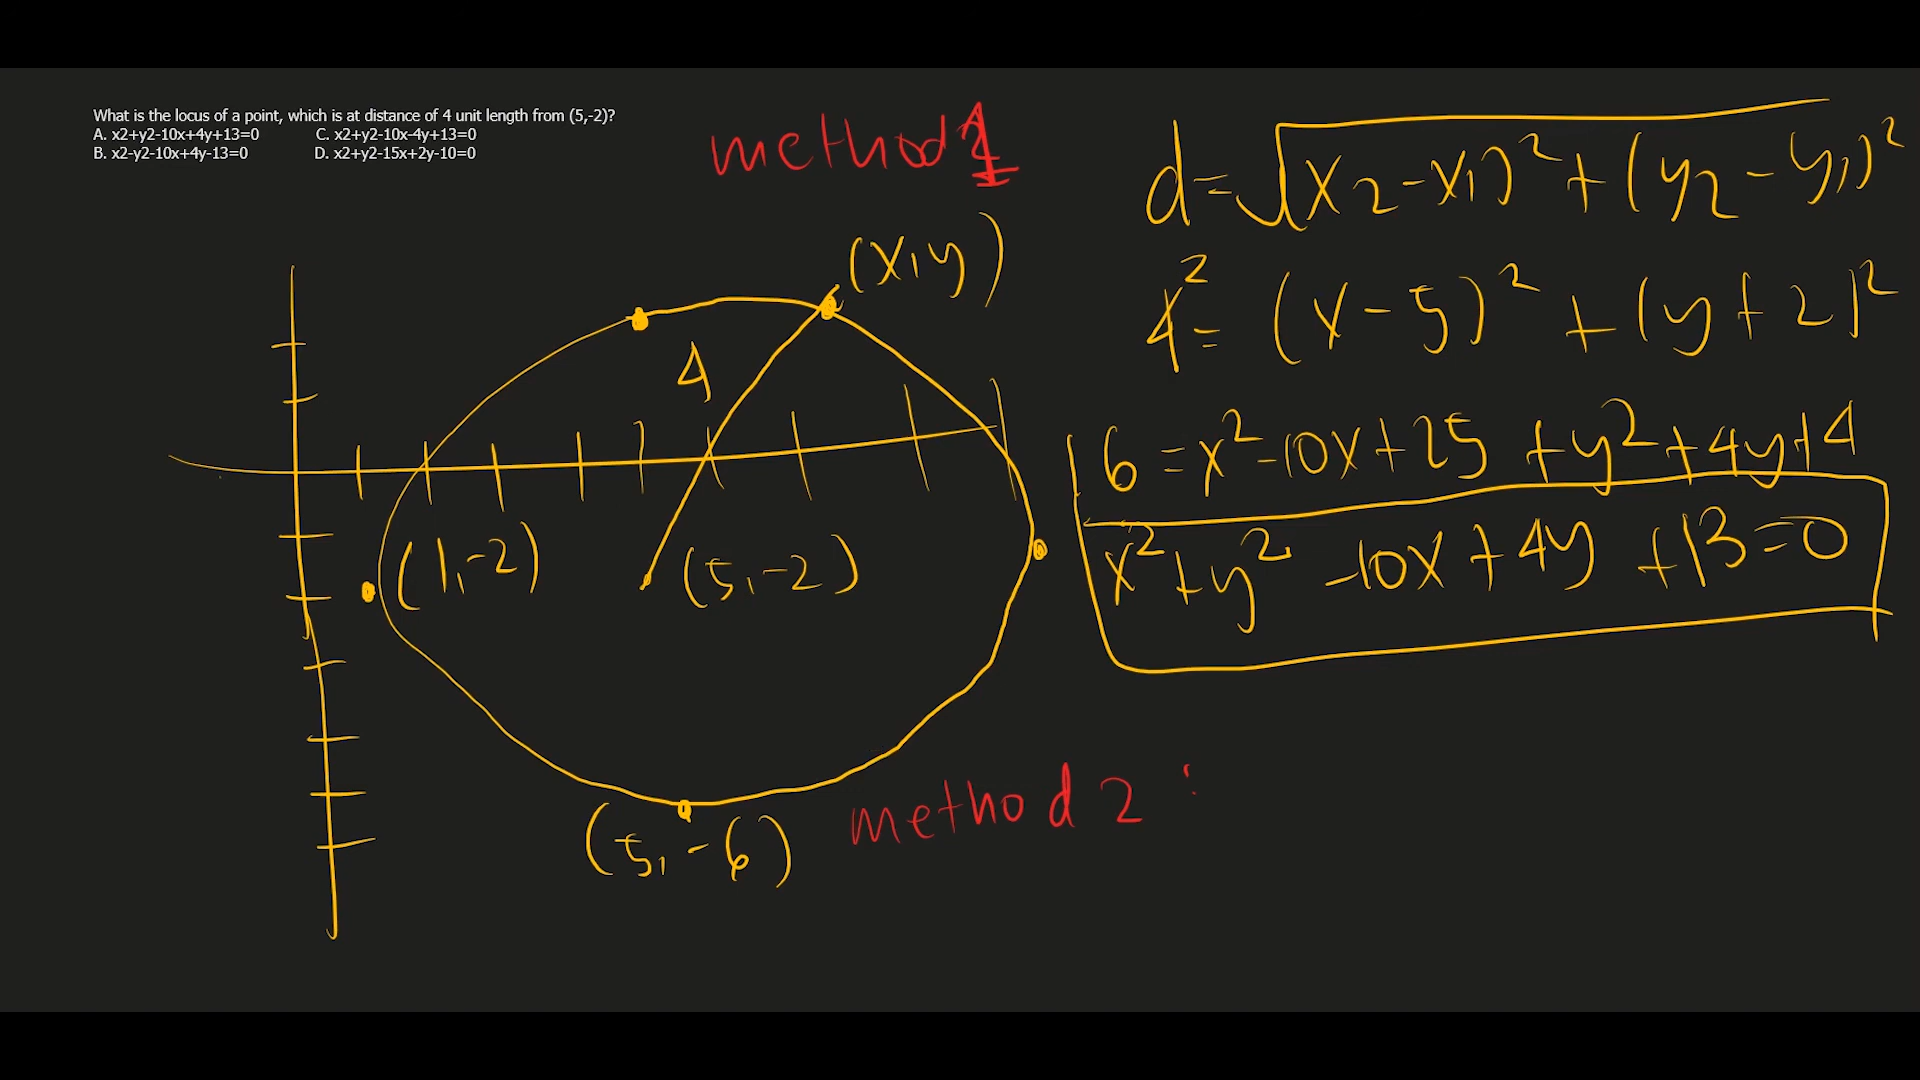 What is the locus of a point, which is at distance of 4 unit length from (5,-2)?
A. x2+y2-10x+4y+13=0 C. x2+y2-10x-4y+13=0
B. x2-y2-10x+4y-13=0 D. x2+y2-15x+2y-10=0
method 1
d=√(x2-x1)²+(y2-y1)²
(x,y)
4²=(x-5)²+(y+2)²
4
16=x²-10x+25+y²+4y+4
x²+y²-10x+4y+13=0
(1,-2)
(5,-2)
method 2:
(5,-6)